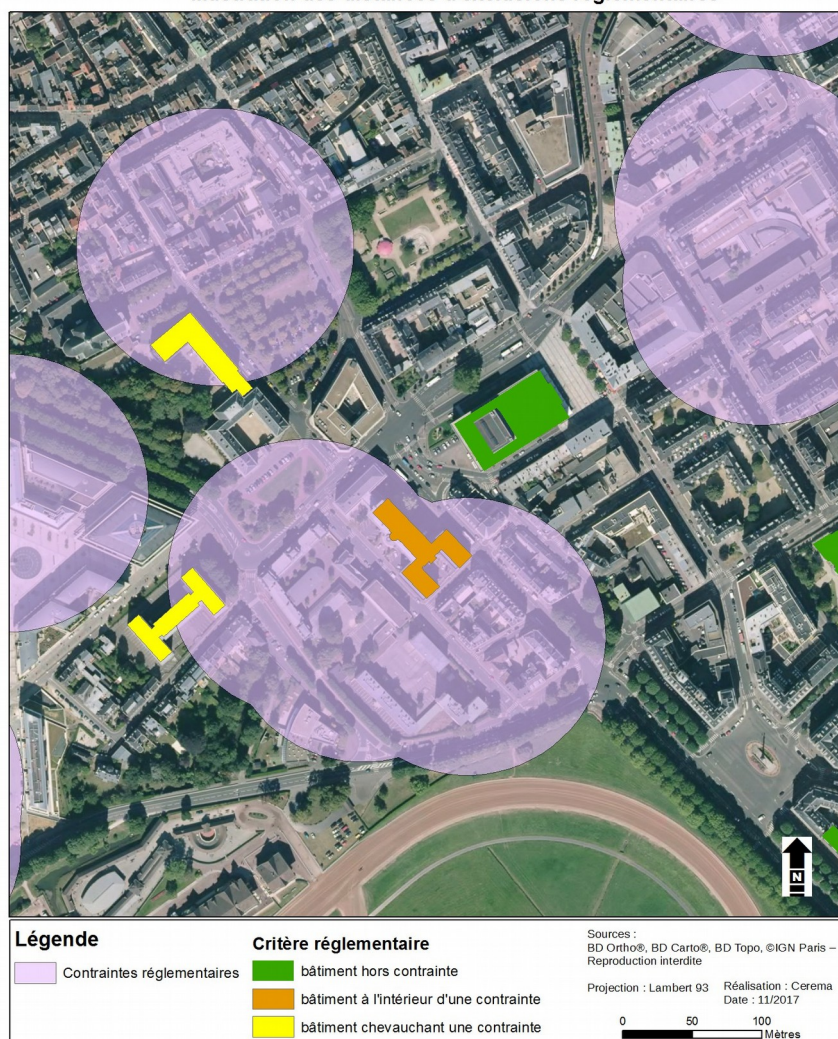 N
Légende
Contraintes réglementaires
Critère réglementaire
bâtiment hors contrainte
bâtiment à l'intérieur d'une contrainte
bâtiment chevauchant une contrainte
Sources :
BD Ortho®, BD Carto®, BD Topo, ©IGN Paris –
Reproduction interdite
Projection : Lambert 93 Réalisation : Cerema
Date : 11/2017
0 50 100
Mètres